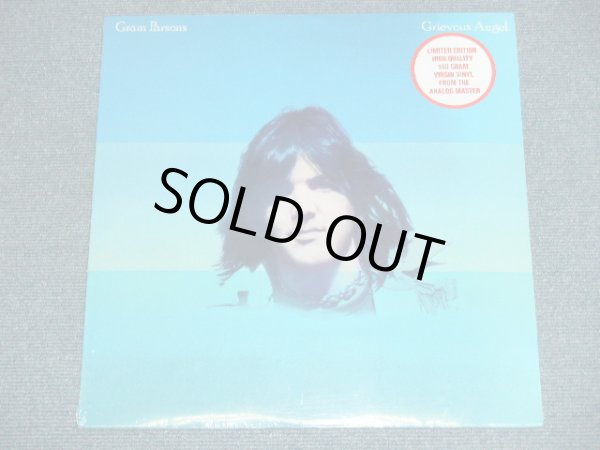 Gram Parsons
Grievous Angel
LIMITED EDITION
HIGH QUALITY
180 GRAM
VIRGIN VINYL
FROM THE
ANALOG MASTER
SOLD OUT